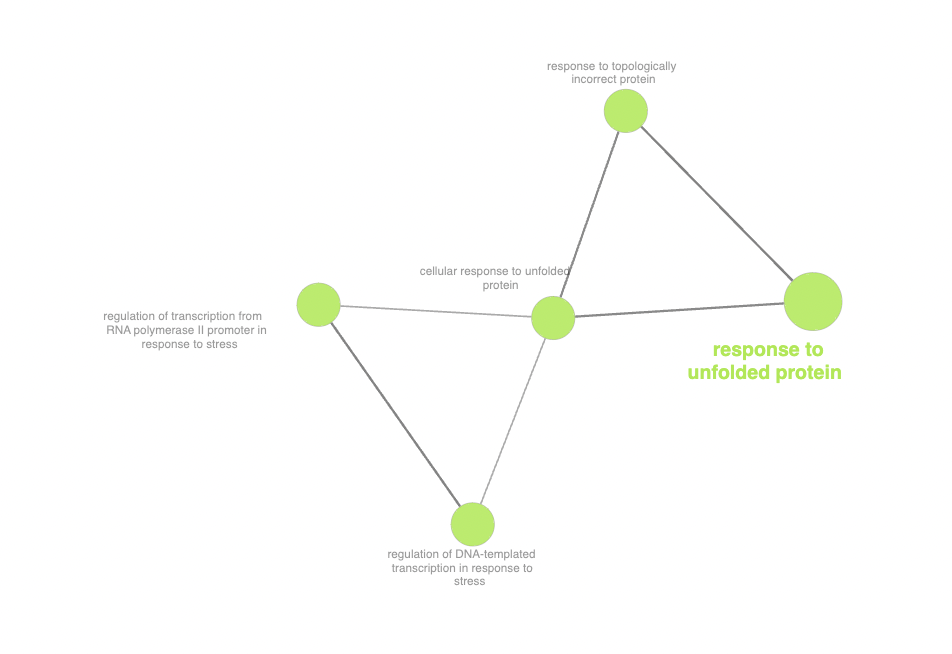 response to topologically
incorrect protein
cellular response to unfolded
protein
regulation of transcription from
RNA polymerase II promoter in
response to stress
response to
unfolded protein
regulation of DNA-templated
transcription in response to
stress